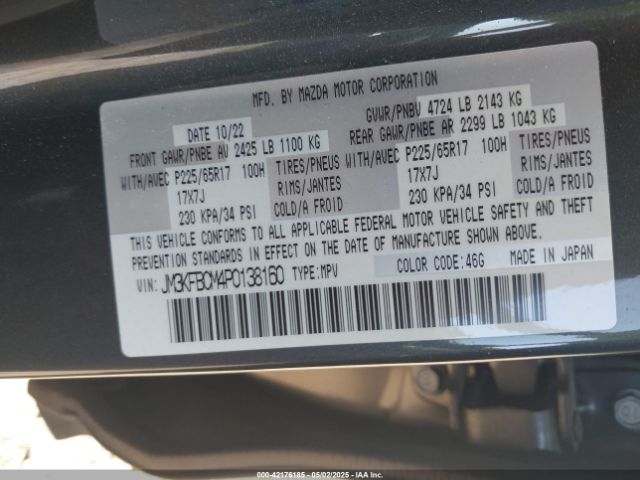 MFD. BY MAZDA MOTOR CORPORATION
DATE 10/22 GVWR/PNBV 4724 LB 2143 KG
FRONT GAWR/PNBE AV 2425 LB 1100 KG REAR GAWR/PNBE AR 2299 LB 1043 KG
WITH/AVEC P225/65R17 100H TIRES/PNEUS WITH/AVEC P225/65R17 100H TIRES/PNEUS
17X7J RIMS/JANTES 17X7J RIMS/JANTES
230 KPA/34 PSI COLD/A FROID 230 KPA/34 PSI COLD/A FROID
THIS VEHICLE CONFORMS TO ALL APPLICABLE FEDERAL MOTOR VEHICLE SAFETY AND THEFT
PREVENTION STANDARDS IN EFFECT ON THE DATE OF MANUFACTURE SHOWN ABOVE.
VIN: JM3KFBCM4P0138160 TYPE: MPV COLOR CODE: 46G MADE IN JAPAN
000-42176185 - 05/02/2025 - IAA Inc.